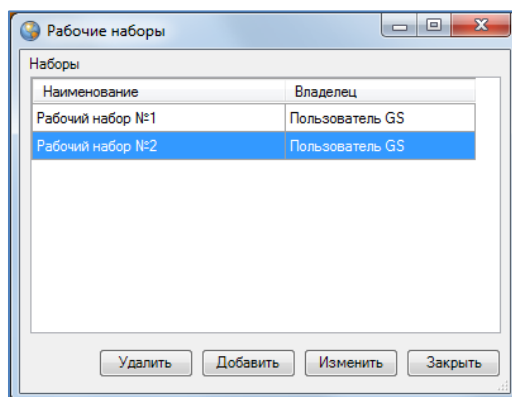 Рабочие наборы
Наборы
Наименование Владелец
Рабочий набор №1 Пользователь GS
Рабочий набор №2 Пользователь GS
Удалить Добавить Изменить Закрыть